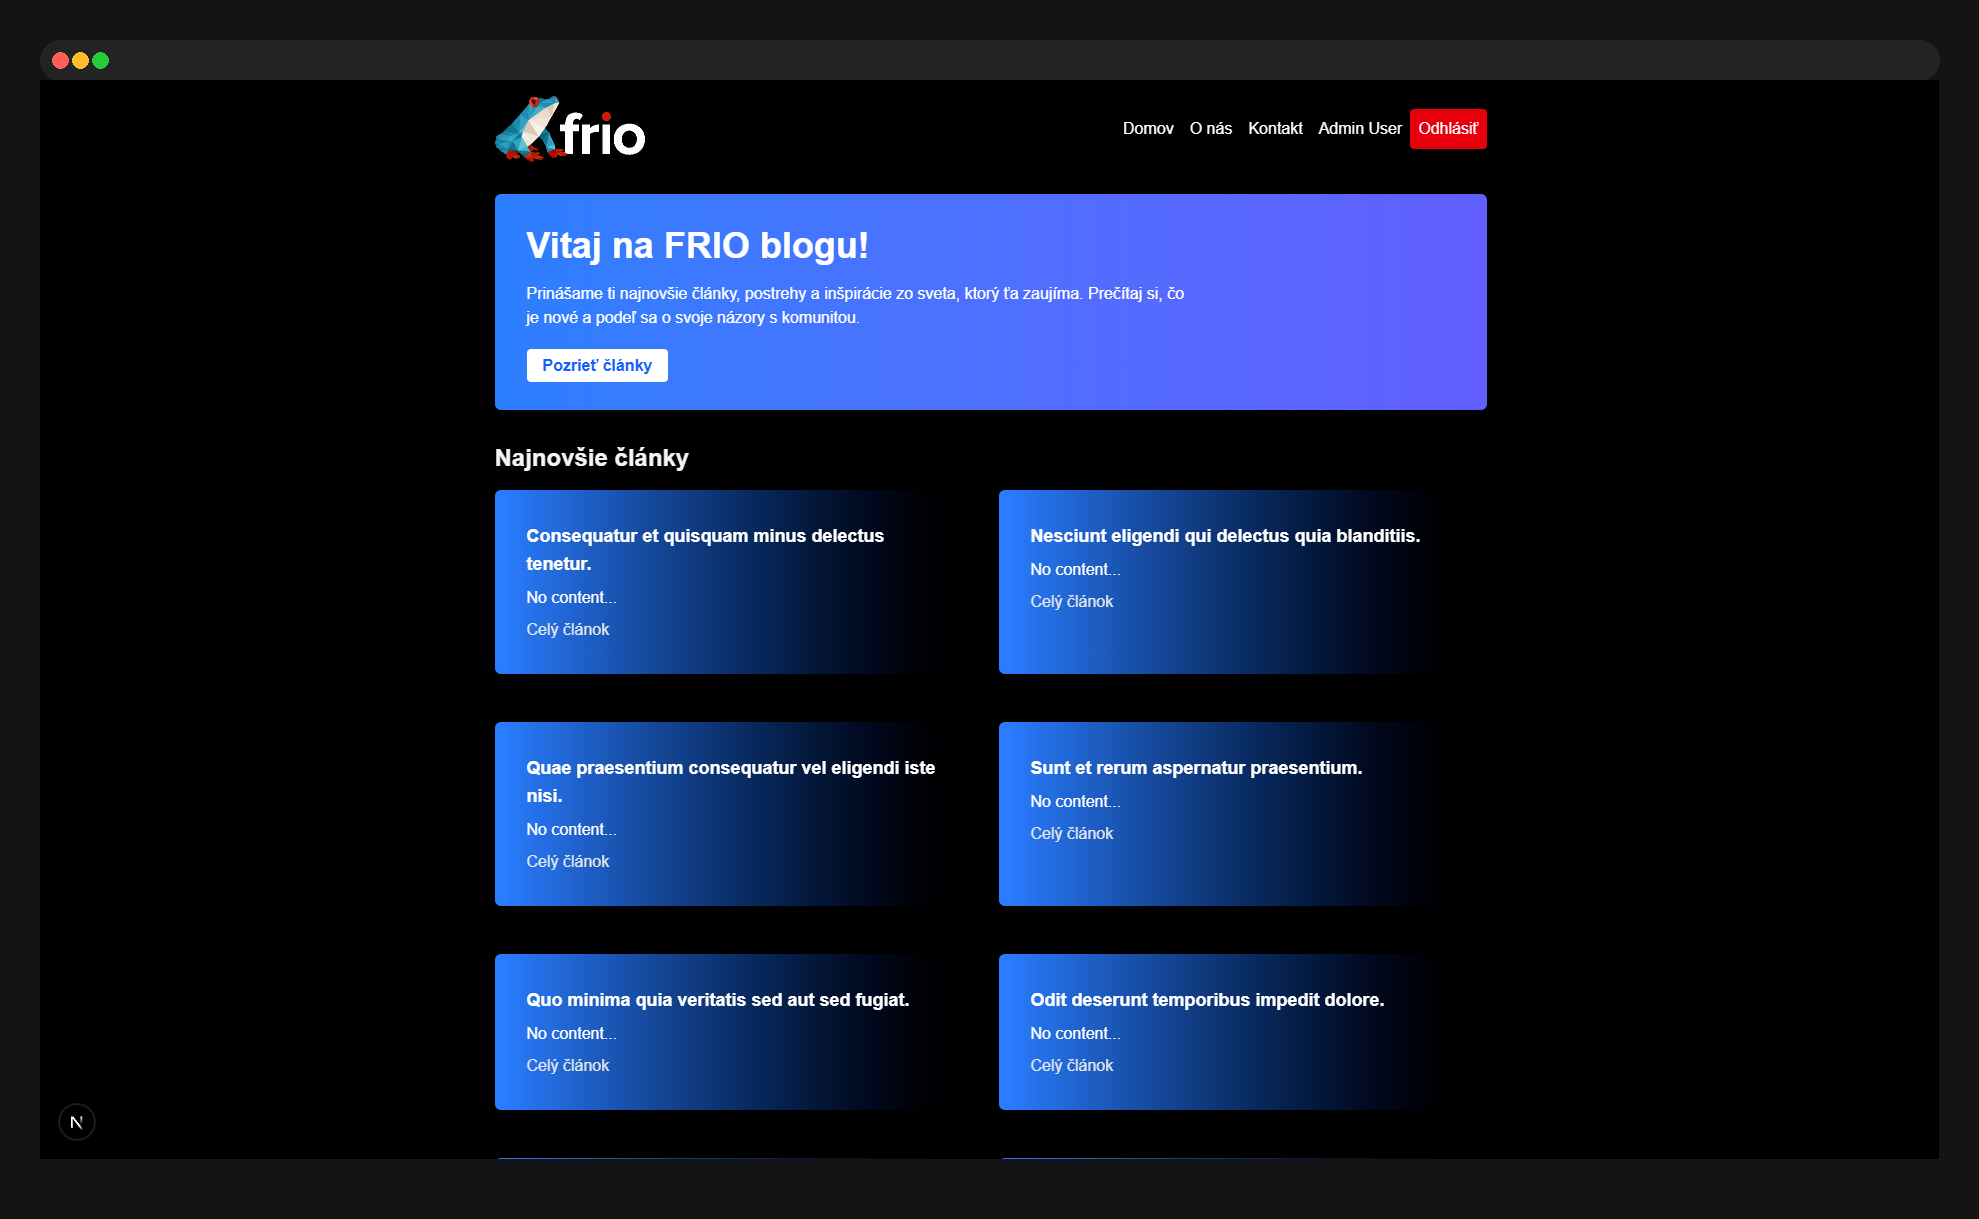 frio
Domov O nás Kontakt Admin User Odhlásiť
Vitaj na FRIO blogu!
Prinášame ti najnovšie články, postrehy a inšpirácie zo sveta, ktorý ťa zaujíma. Prečítaj si, čo
je nové a podeľ sa o svoje názory s komunitou.
Pozrieť články
Najnovšie články
Consequatur et quisquam minus delectus
tenetur.
No content...
Celý článok
Nesciunt eligendi qui delectus quia blanditiis.
No content...
Celý článok
Quae praesentium consequatur vel eligendi iste
nisi.
No content...
Celý článok
Sunt et rerum aspernatur praesentium.
No content...
Celý článok
Quo minima quia veritatis sed aut sed fugiat.
No content...
Celý článok
Odit deserunt temporibus impedit dolore.
No content...
Celý článok
N